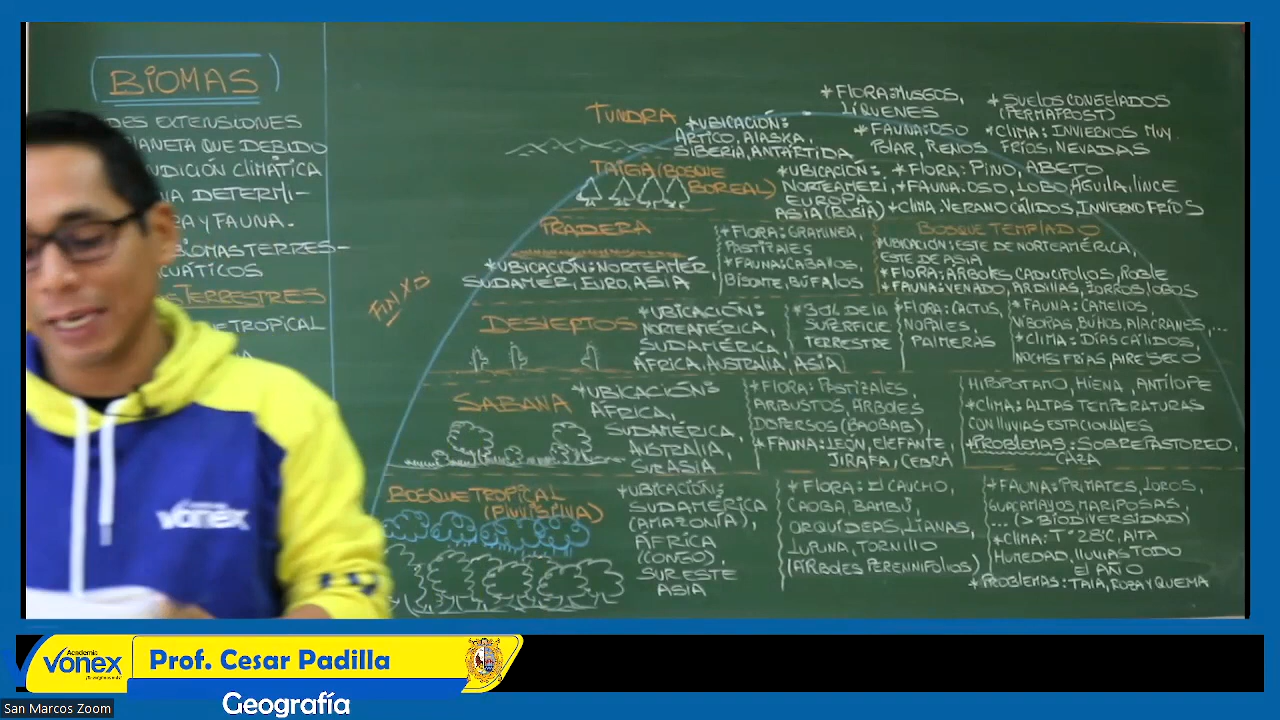 BIOMAS
DES EXTENSIONES
PLANETA QUE DEBIDO
NDICIÓN CLIMÁTICA
NA DETERMI-
A Y FAUNA.
BIOMAS TERRES-
CUÁTICOS
TERRESTRES
TROPICAL
FIN XD
TUNDRA
*UBICACIÓN:
ÁRTICO, ALASKA,
SIBERIA, ANTÁRTIDA
*FLORA: MUSGOS,
LÍQUENES
*FAUNA: OSO
POLAR, RENOS
*SUELOS CONGELADOS
(PERMAFROST)
*CLIMA: INVIERNOS MUY
FRÍOS, NEVADAS
TAIGA (BOSQUE
BOREAL)
*UBICACIÓN:
NORTEAMERI,
EUROPA
ASIA (RUSIA)
*FLORA: PINO, ABETO
*FAUNA: OSO, LOBO, ÁGUILA, LINCE
*CLIMA: VERANO CÁLIDOS, INVIERNO FRÍOS
PRADERA
*UBICACIÓN: NORTEAMÉR,
SUDAMÉR, EURO, ASIA
*FLORA: GRAMINEA,
PASTIZALES
*FAUNA: CABALLOS,
BISONTE, BÚFALOS
BOSQUE TEMPLADO
*UBICACIÓN: ESTE DE NORTEAMÉRICA,
ESTE DE ASIA
*FLORA: ÁRBOLES CADUCIFOLIOS, ROBLE
*FAUNA: VENADO, ARDILLAS, ZORROS, LOBOS
DESIERTOS
*UBICACIÓN:
NORTEAMÉRICA,
SUDAMÉRICA,
ÁFRICA, AUSTRALIA, ASIA
*30% DE LA
SUPERFICIE
TERRESTRE
*FLORA: CACTUS,
NOPALES,
PALMERAS
*FAUNA: CAMELLOS,
VÍBORAS, BÚHOS, ALACRANES,...
*CLIMA: DÍAS CÁLIDOS,
NOCHES FRÍAS, AIRE SECO
SABANA
*UBICACIÓN:
ÁFRICA,
SUDAMÉRICA,
AUSTRALIA,
SURASIA
*FLORA: PASTIZALES,
ARBUSTOS, ÁRBOLES
DISPERSOS (BAOBAB),
*FAUNA: LEÓN, ELEFANTE,
JIRAFA, CEBRA
HIPOPOTAMO, HIENA, ANTÍLOPE
*CLIMA: ALTAS TEMPERATURAS
CON LLUVIAS ESTACIONALES
*PROBLEMAS: SOBREPASTOREO,
CAZA
BOSQUE TROPICAL
(PLUVISILVA)
*UBICACIÓN:
SUDAMÉRICA
(AMAZONÍA),
ÁFRICA
(CONGO),
SURESTE
ASIA
*FLORA: EL CAUCHO,
CAOBA, BAMBÚ,
ORQUÍDEAS, LIANAS,
LUPUNA, TORNILLO
(ÁRBOLES PERENNIFOLIOS)
*FAUNA: PRIMATES, LOROS,
GUACAMAYOS, MARIPOSAS,
... (> BIODIVERSIDAD)
*CLIMA: T° 28°C, ALTA
HUMEDAD, LLUVIAS TODO
EL AÑO
*PROBLEMAS: TALA, ROZA Y QUEMA
vonex
Academia
vonex
Prof. Cesar Padilla
Geografía
San Marcos Zoom